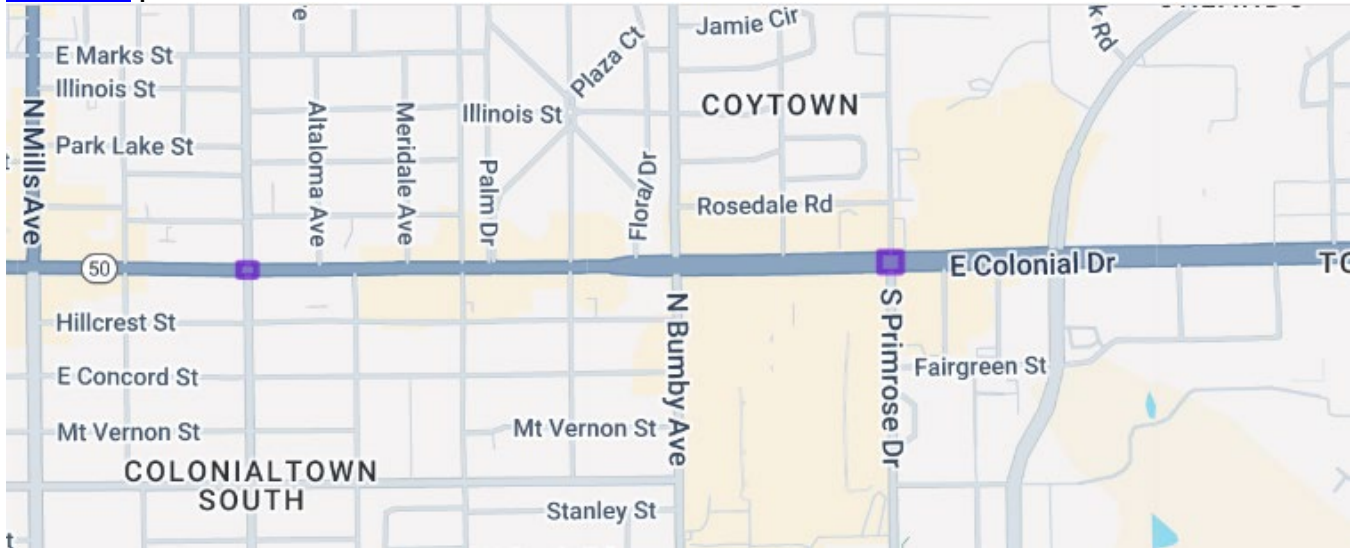 Jamie Cir
k Rd
E Marks St
Illinois St
Plaza Ct
N Mills Ave
Altaloma Ave
Meridale Ave
Illinois St
COYTOWN
Park Lake St
Palm Dr
Flora/ Dr
Rosedale Rd
50
E Colonial Dr
Hillcrest St
N Bumby Ave
S Primrose Dr
E Concord St
Fairgreen St
Mt Vernon St
Mt Vernon St
COLONIALTOWN
SOUTH
Stanley St